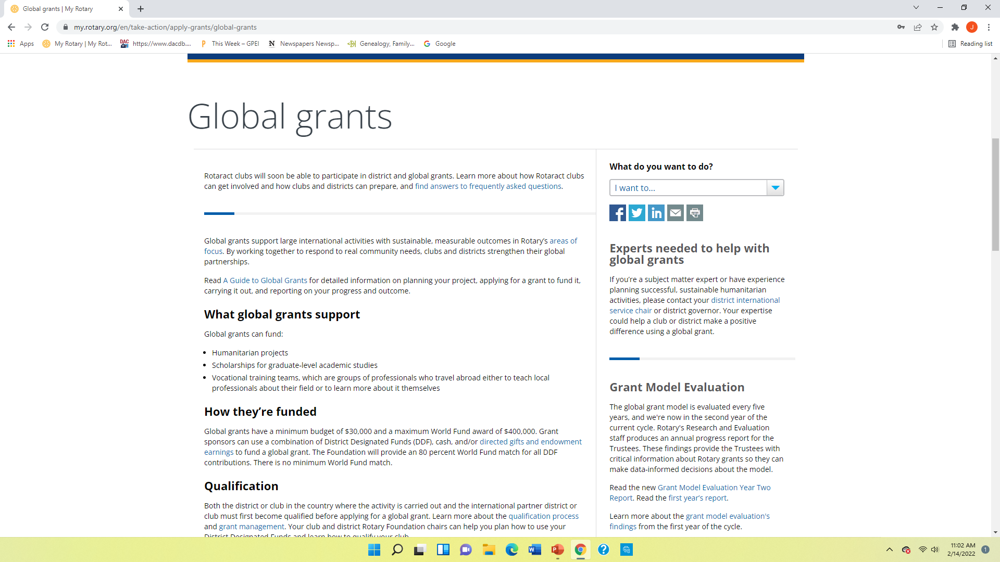 Global grants | My Rotary
my.rotary.org/en/take-action/apply-grants/global-grants
J
Apps
My Rotary | My Rot...
DAC
https://www.dacdb....
This Week – GPEI
N
Newspapers Newsp...
Genealogy, Family...
Google
Reading list
Global grants
Rotaract clubs will soon be able to participate in district and global grants. Learn more about how Rotaract clubs
can get involved and how clubs and districts can prepare, and find answers to frequently asked questions.
Global grants support large international activities with sustainable, measurable outcomes in Rotary’s areas of
focus. By working together to respond to real community needs, clubs and districts strengthen their global
partnerships.
Read A Guide to Global Grants for detailed information on planning your project, applying for a grant to fund it,
carrying it out, and reporting on your progress and outcome.
What global grants support
Global grants can fund:
• Humanitarian projects
• Scholarships for graduate-level academic studies
• Vocational training teams, which are groups of professionals who travel abroad either to teach local
professionals about their field or to learn more about it themselves
How they’re funded
Global grants have a minimum budget of $30,000 and a maximum World Fund award of $400,000. Grant
sponsors can use a combination of District Designated Funds (DDF), cash, and/or directed gifts and endowment
earnings to fund a global grant. The Foundation will provide an 80 percent World Fund match for all DDF
contributions. There is no minimum World Fund match.
Qualification
Both the district or club in the country where the activity is carried out and the international partner district or
club must first become qualified before applying for a global grant. Learn more about the qualification process
and grant management. Your club and district Rotary Foundation chairs can help you plan how to use your
District Designated Funds and learn how to qualify your club.
What do you want to do?
I want to...
Experts needed to help with
global grants
If you’re a subject matter expert or have experience
planning successful, sustainable humanitarian
activities, please contact your district international
service chair or district governor. Your expertise
could help a club or district make a positive
difference using a global grant.
Grant Model Evaluation
The global grant model is evaluated every five
years, and we're now in the second year of the
current cycle. Rotary's Research and Evaluation
staff produces an annual progress report for the
Trustees. These findings provide the Trustees with
critical information about Rotary grants so they can
make data-informed decisions about the model.
Read the new Grant Model Evaluation Year Two
Report. Read the first year’s report.
Learn more about the grant model evaluation's
findings from the first year of the cycle.
11:02 AM
2/14/2022
1